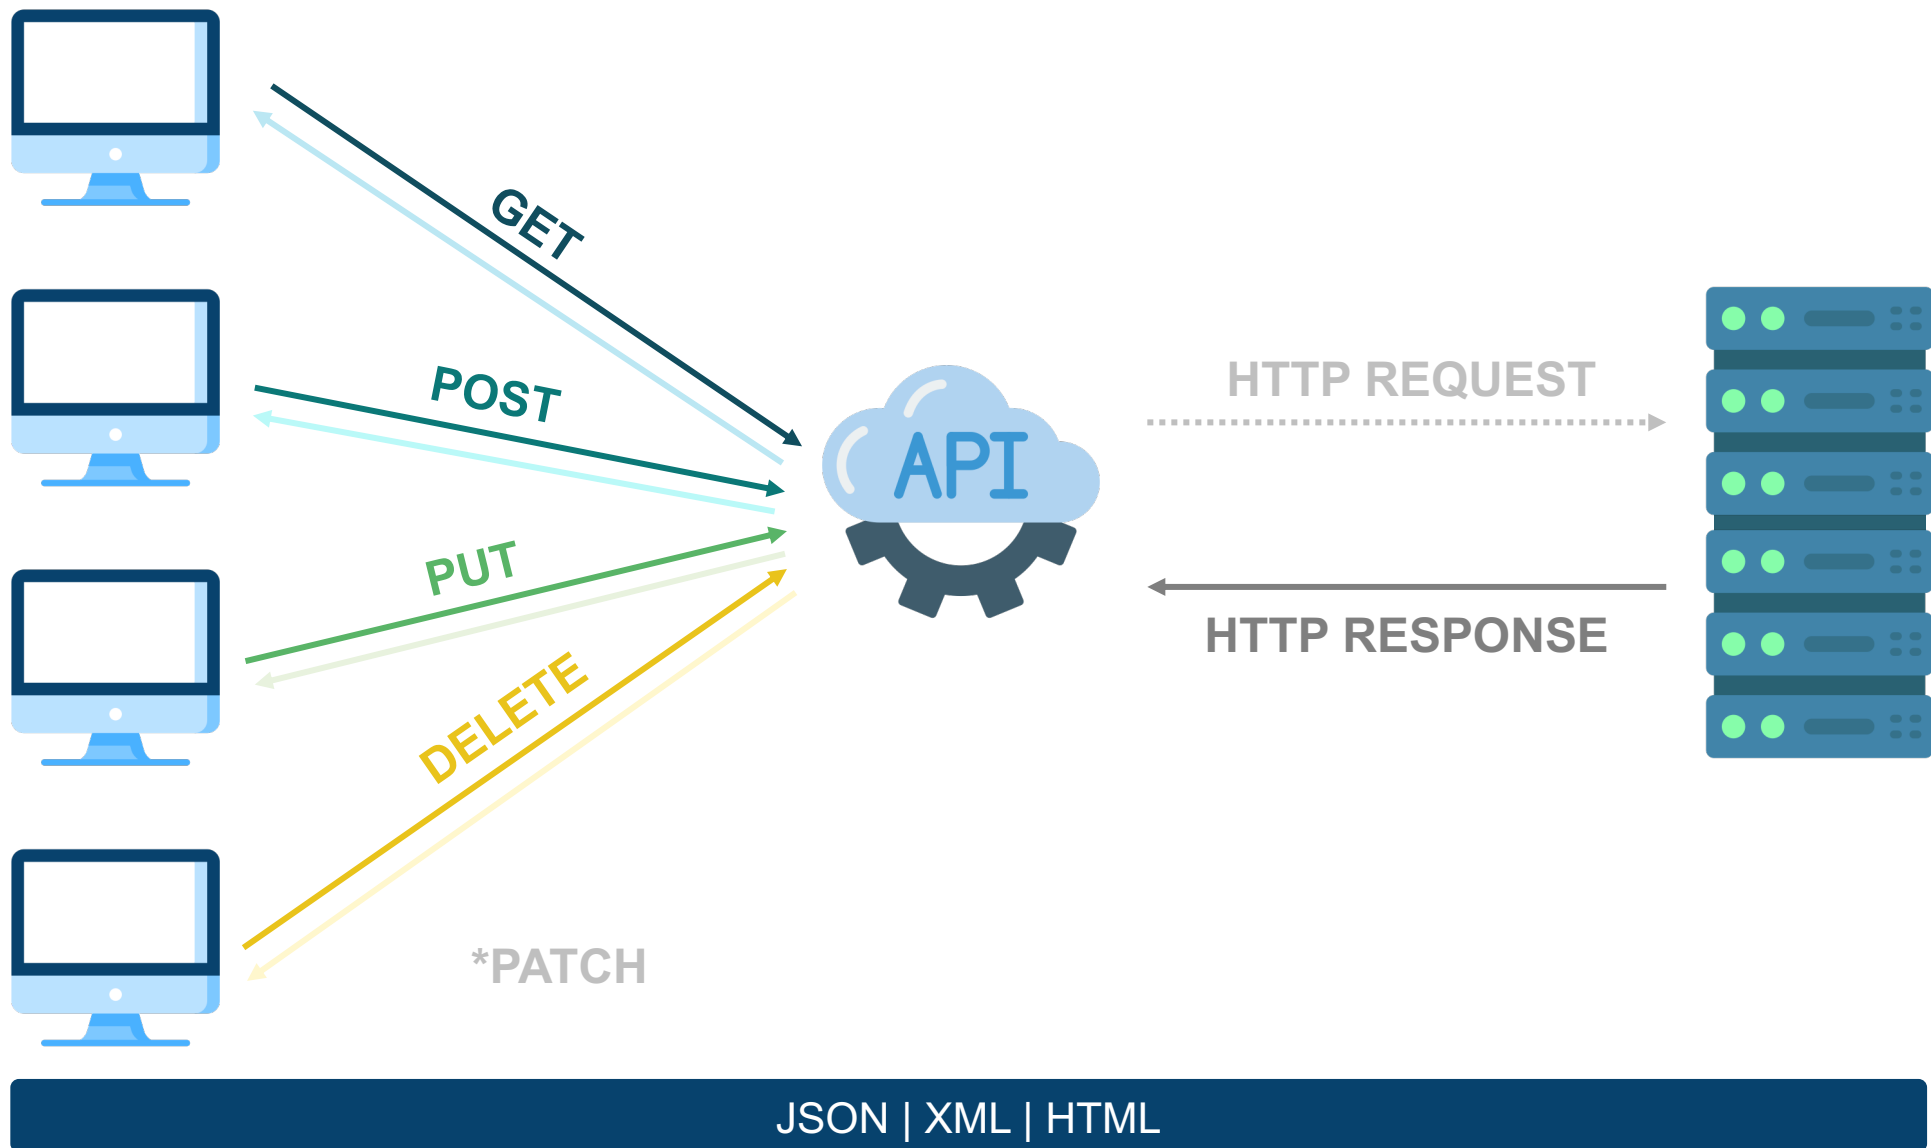 GET
POST
PUT
DELETE
*PATCH
API
HTTP REQUEST
HTTP RESPONSE
JSON | XML | HTML